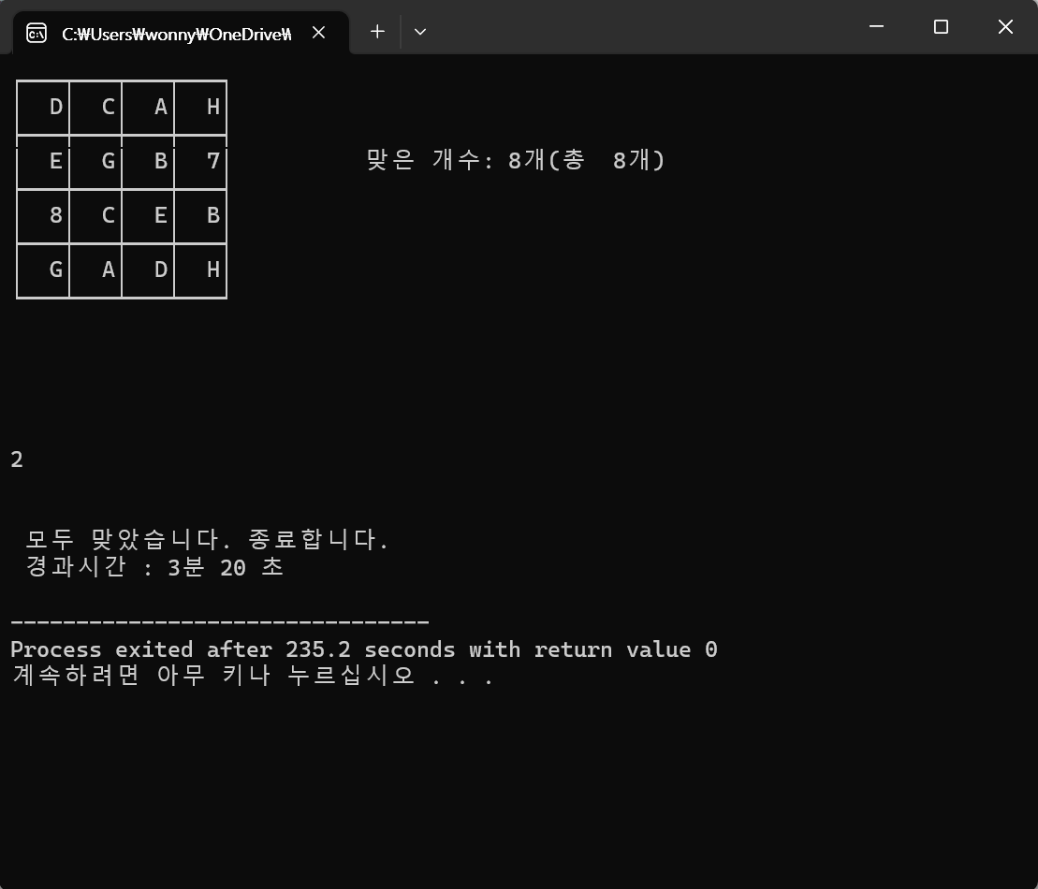 C:₩Users₩wonny₩OneDrive₩
D C A H
E G B 7
맞은 개수: 8개(총 8개)
8 C E B
G A D H
2
모두 맞았습니다. 종료합니다.
경과시간 : 3분 20 초
--------------------------------
Process exited after 235.2 seconds with return value 0
계속하려면 아무 키나 누르십시오 . . .